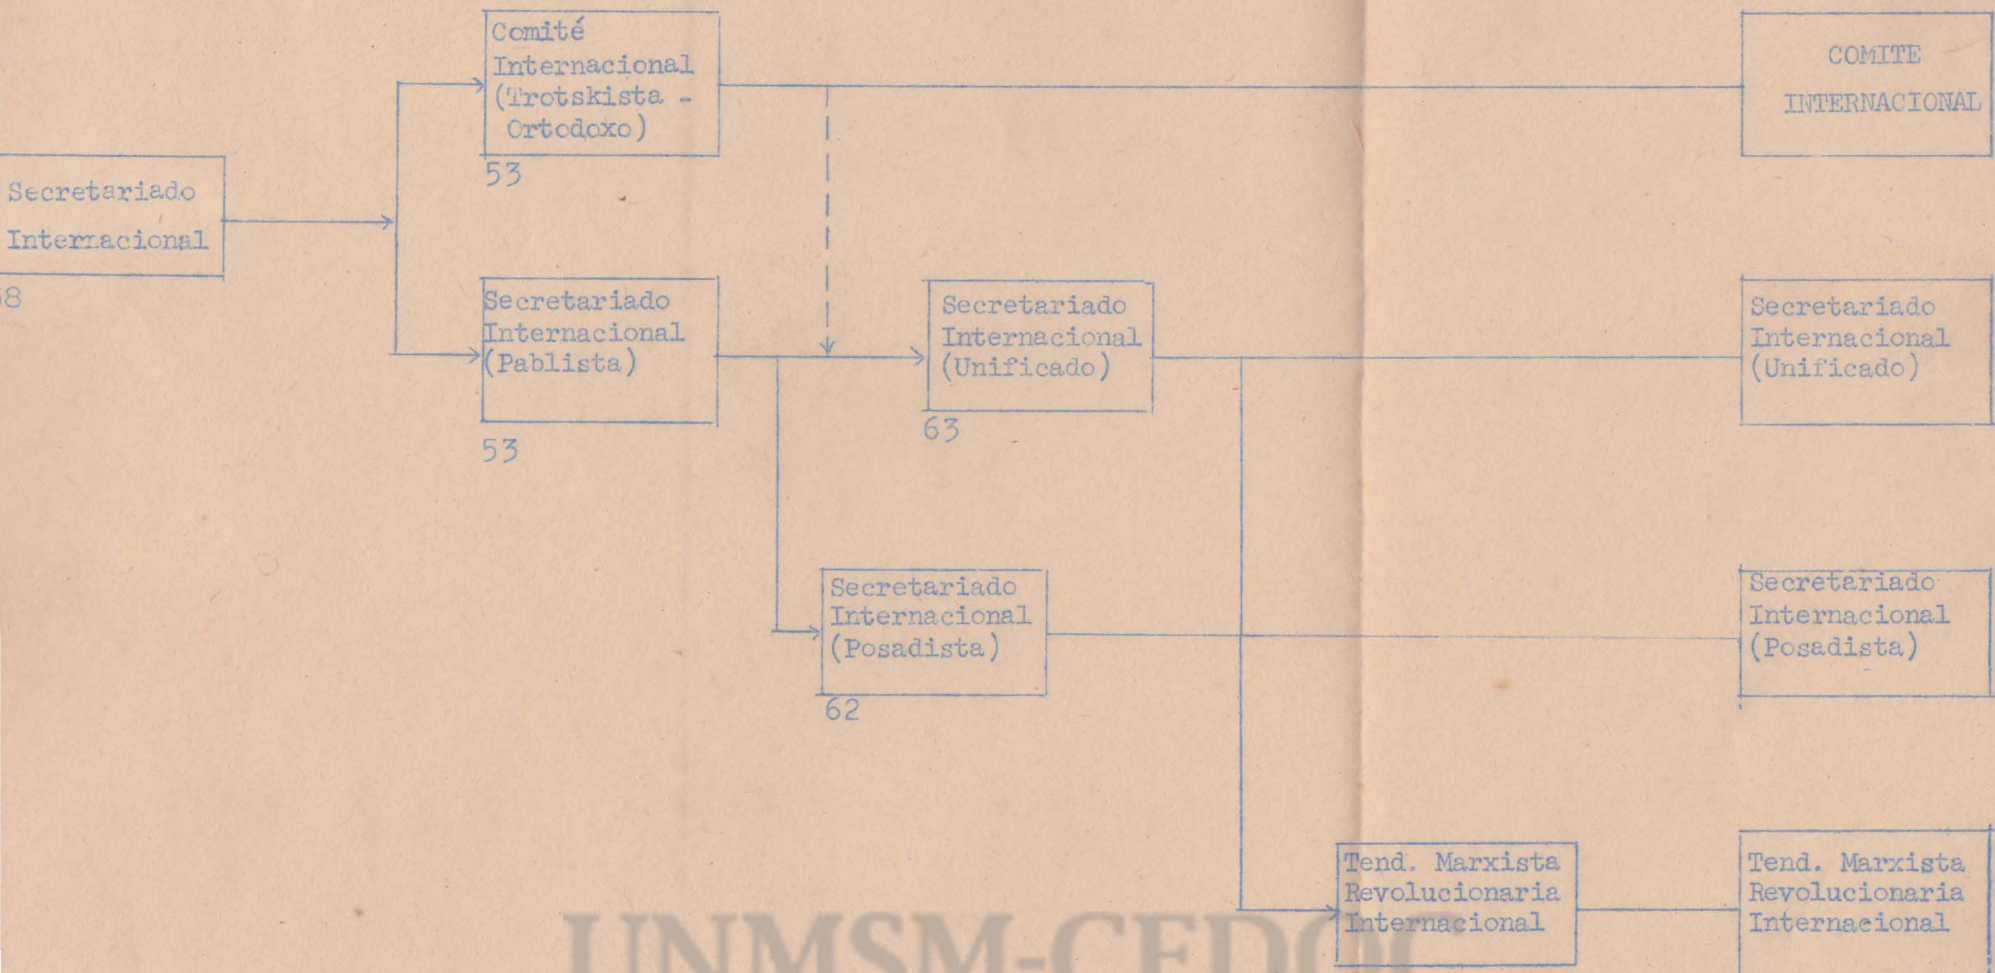 Secretariado
Internacional
Comité
Internacional
(Trotskista -
Ortodoxo)
53
Secretariado
Internacional
(Pablista)
53
Secretariado
Internacional
(Unificado)
63
Secretariado
Internacional
(Posadista)
62
Tend. Marxista
Revolucionaria
Internacional
COMITE
INTERNACIONAL
Secretariado
Internacional
(Unificado)
Secretariado
Internacional
(Posadista)
Tend. Marxista
Revolucionaria
Internacional
UNMSM-CEDOC